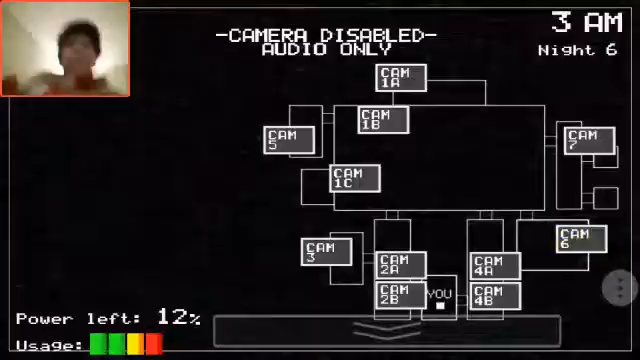 3 AM
-CAMERA DISABLED-
AUDIO ONLY
Night 6
CAM
1A
CAM
1B
CAM
5
CAM
7
CAM
1C
CAM
6
CAM
3
CAM
2A
CAM
4A
CAM
2B
YOU
CAM
4B
Power left: 12%
Usage: